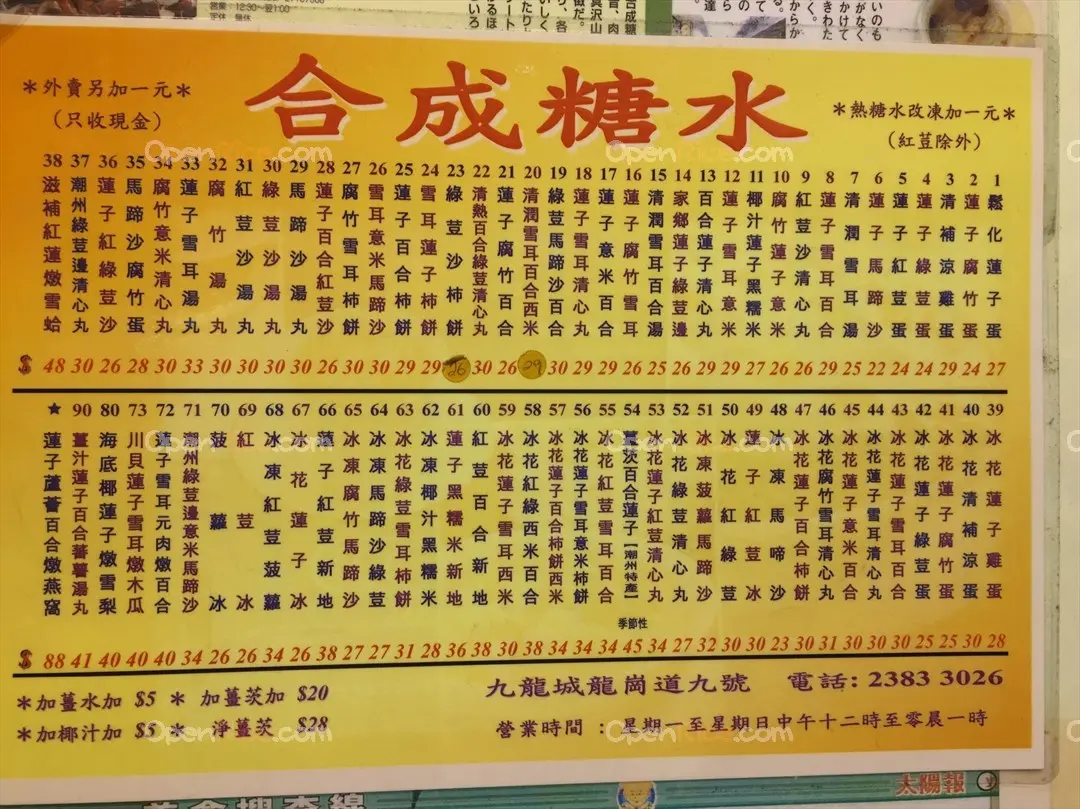 合成糖水
*外賣另加一元*
(只收現金)
*熱糖水改凍加一元*
(紅荳除外)
1 鬆化蓮子蛋 27
2 蓮子腐竹蛋 24
3 清補涼雞蛋 29
4 蓮子綠荳蛋 24
5 蓮子紅荳蛋 24
6 蓮子馬蹄沙 22
7 清潤雪耳湯 25
8 蓮子雪耳百合 29
9 紅荳沙清心丸 26
10 腐竹蓮子意米 26
11 椰汁蓮子黑糯米 27
12 蓮子雪耳意米 29
13 百合蓮子清心丸 29
14 家鄉蓮子綠荳邊 26
15 清潤雪耳百合湯 25
16 蓮子腐竹雪耳 26
17 蓮子意米百合 29
18 蓮子雪耳清心丸 29
19 綠荳馬蹄沙百合 30
20 清潤雪耳百合西米 29
21 蓮子腐竹百合 26
22 清熱百合綠荳清心丸 30
23 綠荳沙柿餅 26
24 雪耳蓮子柿餅 29
25 蓮子百合柿餅 29
26 雪耳意米馬蹄沙 30
27 腐竹雪耳柿餅 30
28 蓮子百合紅荳沙 26
29 馬蹄沙湯丸 30
30 綠荳沙湯丸 30
31 紅荳沙湯丸 30
32 腐竹湯丸 30
33 蓮子雪耳湯丸 33
34 腐竹意米清心丸 30
35 馬蹄沙腐竹蛋 28
36 蓮子紅綠荳沙 26
37 潮州綠荳邊清心丸 30
38 滋補紅蓮燉雪蛤 48
$
39 冰花蓮子雞蛋 28
40 冰花清補涼蛋 30
41 冰花蓮子腐竹蛋 25
42 冰花蓮子綠荳蛋 25
43 冰花蓮子雪耳百合 30
44 冰花蓮子雪耳清心丸 30
45 冰花蓮子意米百合 30
46 冰花腐竹雪耳清心丸 31
47 冰花蓮子百合柿餅 30
48 冰凍馬啼沙 23
49 蓮子紅荳冰 30
50 冰花紅綠荳 30
51 冰凍菠蘿馬蹄沙 32
52 冰花綠荳清心丸 27
53 冰花蓮子紅荳清心丸 34
54 薑茨百合蓮子【潮州特產】 季節性 45
55 冰花紅荳雪耳百合 34
56 冰花蓮子雪耳意米柿餅 34
57 冰花蓮子百合柿餅西米 34
58 冰花紅綠西米百合 38
59 冰花蓮子雪耳西米 30
60 紅荳百合新地 38
61 蓮子黑糯米新地 36
62 冰凍椰汁黑糯米 28
63 冰花綠荳雪耳柿餅 31
64 冰凍馬蹄沙綠荳 27
65 冰凍腐竹馬蹄沙 27
66 蓮子紅荳新地 38
67 冰花蓮子冰 26
68 冰凍紅荳菠蘿 34
69 紅荳冰 26
70 菠蘿冰 26
71 潮州綠荳邊意米馬蹄沙 34
72 蓮子雪耳元肉燉百合 40
73 川貝蓮子雪耳燉木瓜 40
80 海底椰蓮子燉雪梨 40
90 薑汁蓮子百合蕃薯湯丸 41
★ 蓮子蘆薈百合燉燕窩 88
$
*加薑水加 $5 * 加薑茨加 $20
*加椰汁加 $5 * 淨薑茨 $28
九龍城龍崗道九號 電話: 2383 3026
營業時間 : 星期一至星期日中午十二時至零晨一時
太陽報
OpenRice.com